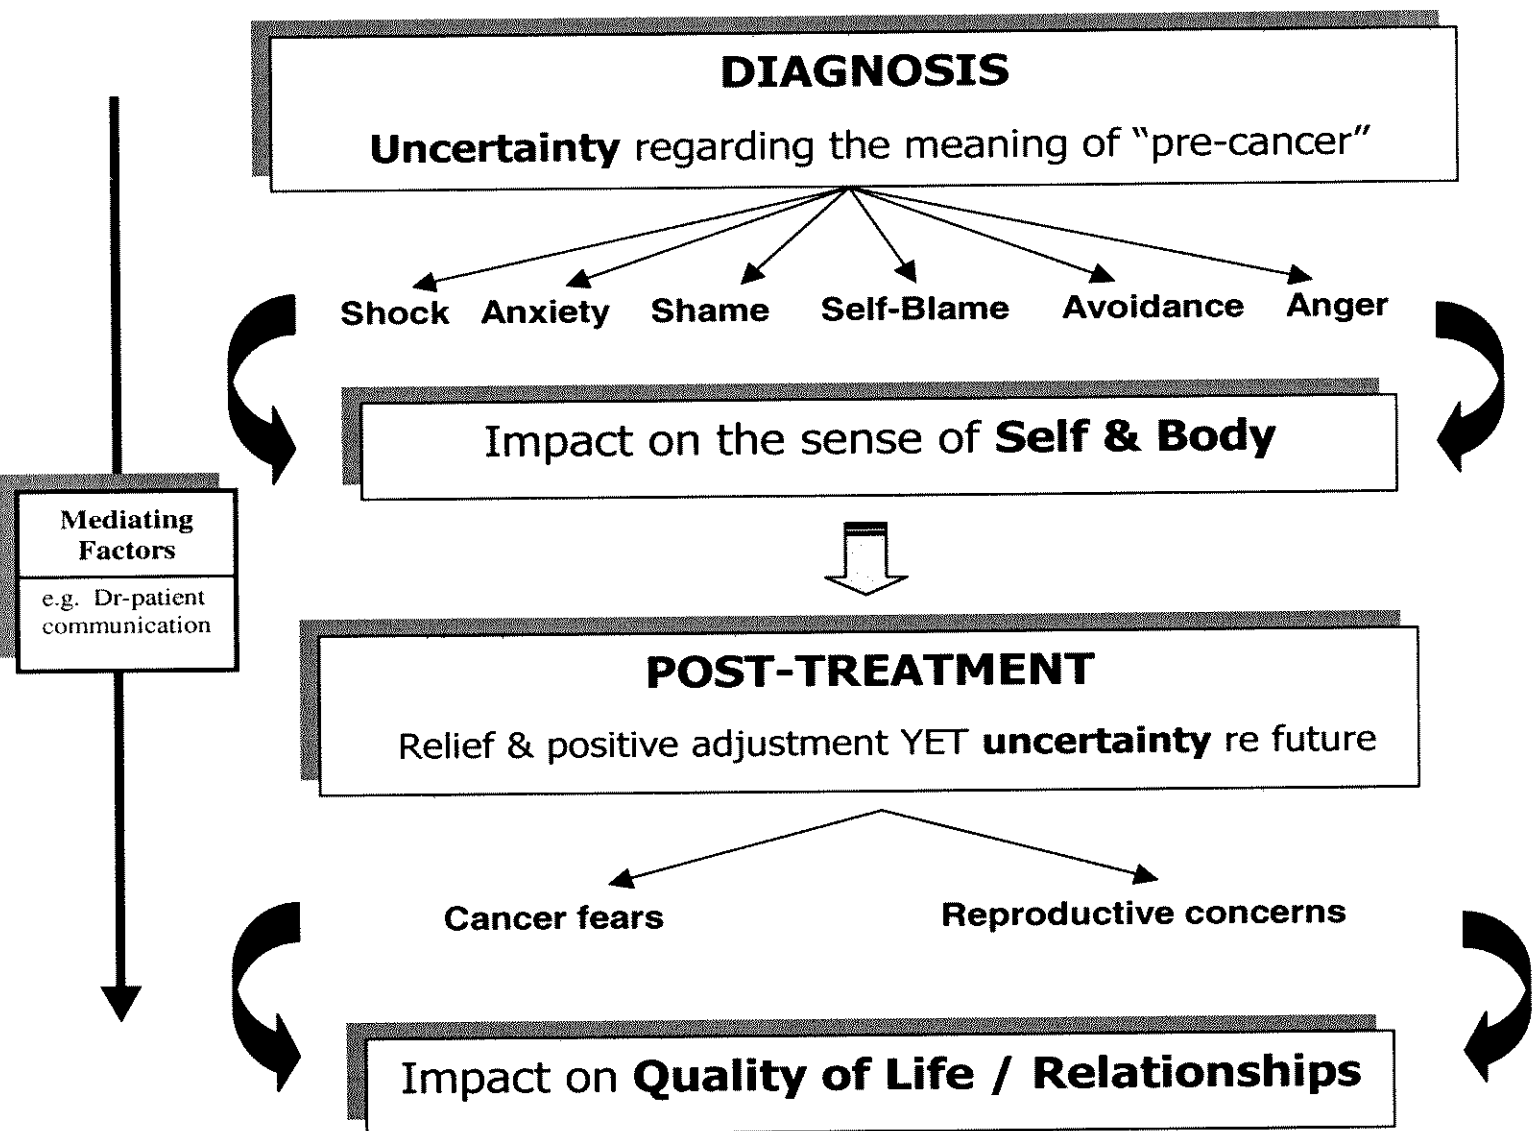 DIAGNOSIS
Uncertainty regarding the meaning of “pre-cancer”
Shock Anxiety Shame Self-Blame Avoidance Anger
Impact on the sense of Self & Body
Mediating
Factors
e.g. Dr-patient
communication
POST-TREATMENT
Relief & positive adjustment YET uncertainty re future
Cancer fears Reproductive concerns
Impact on Quality of Life / Relationships